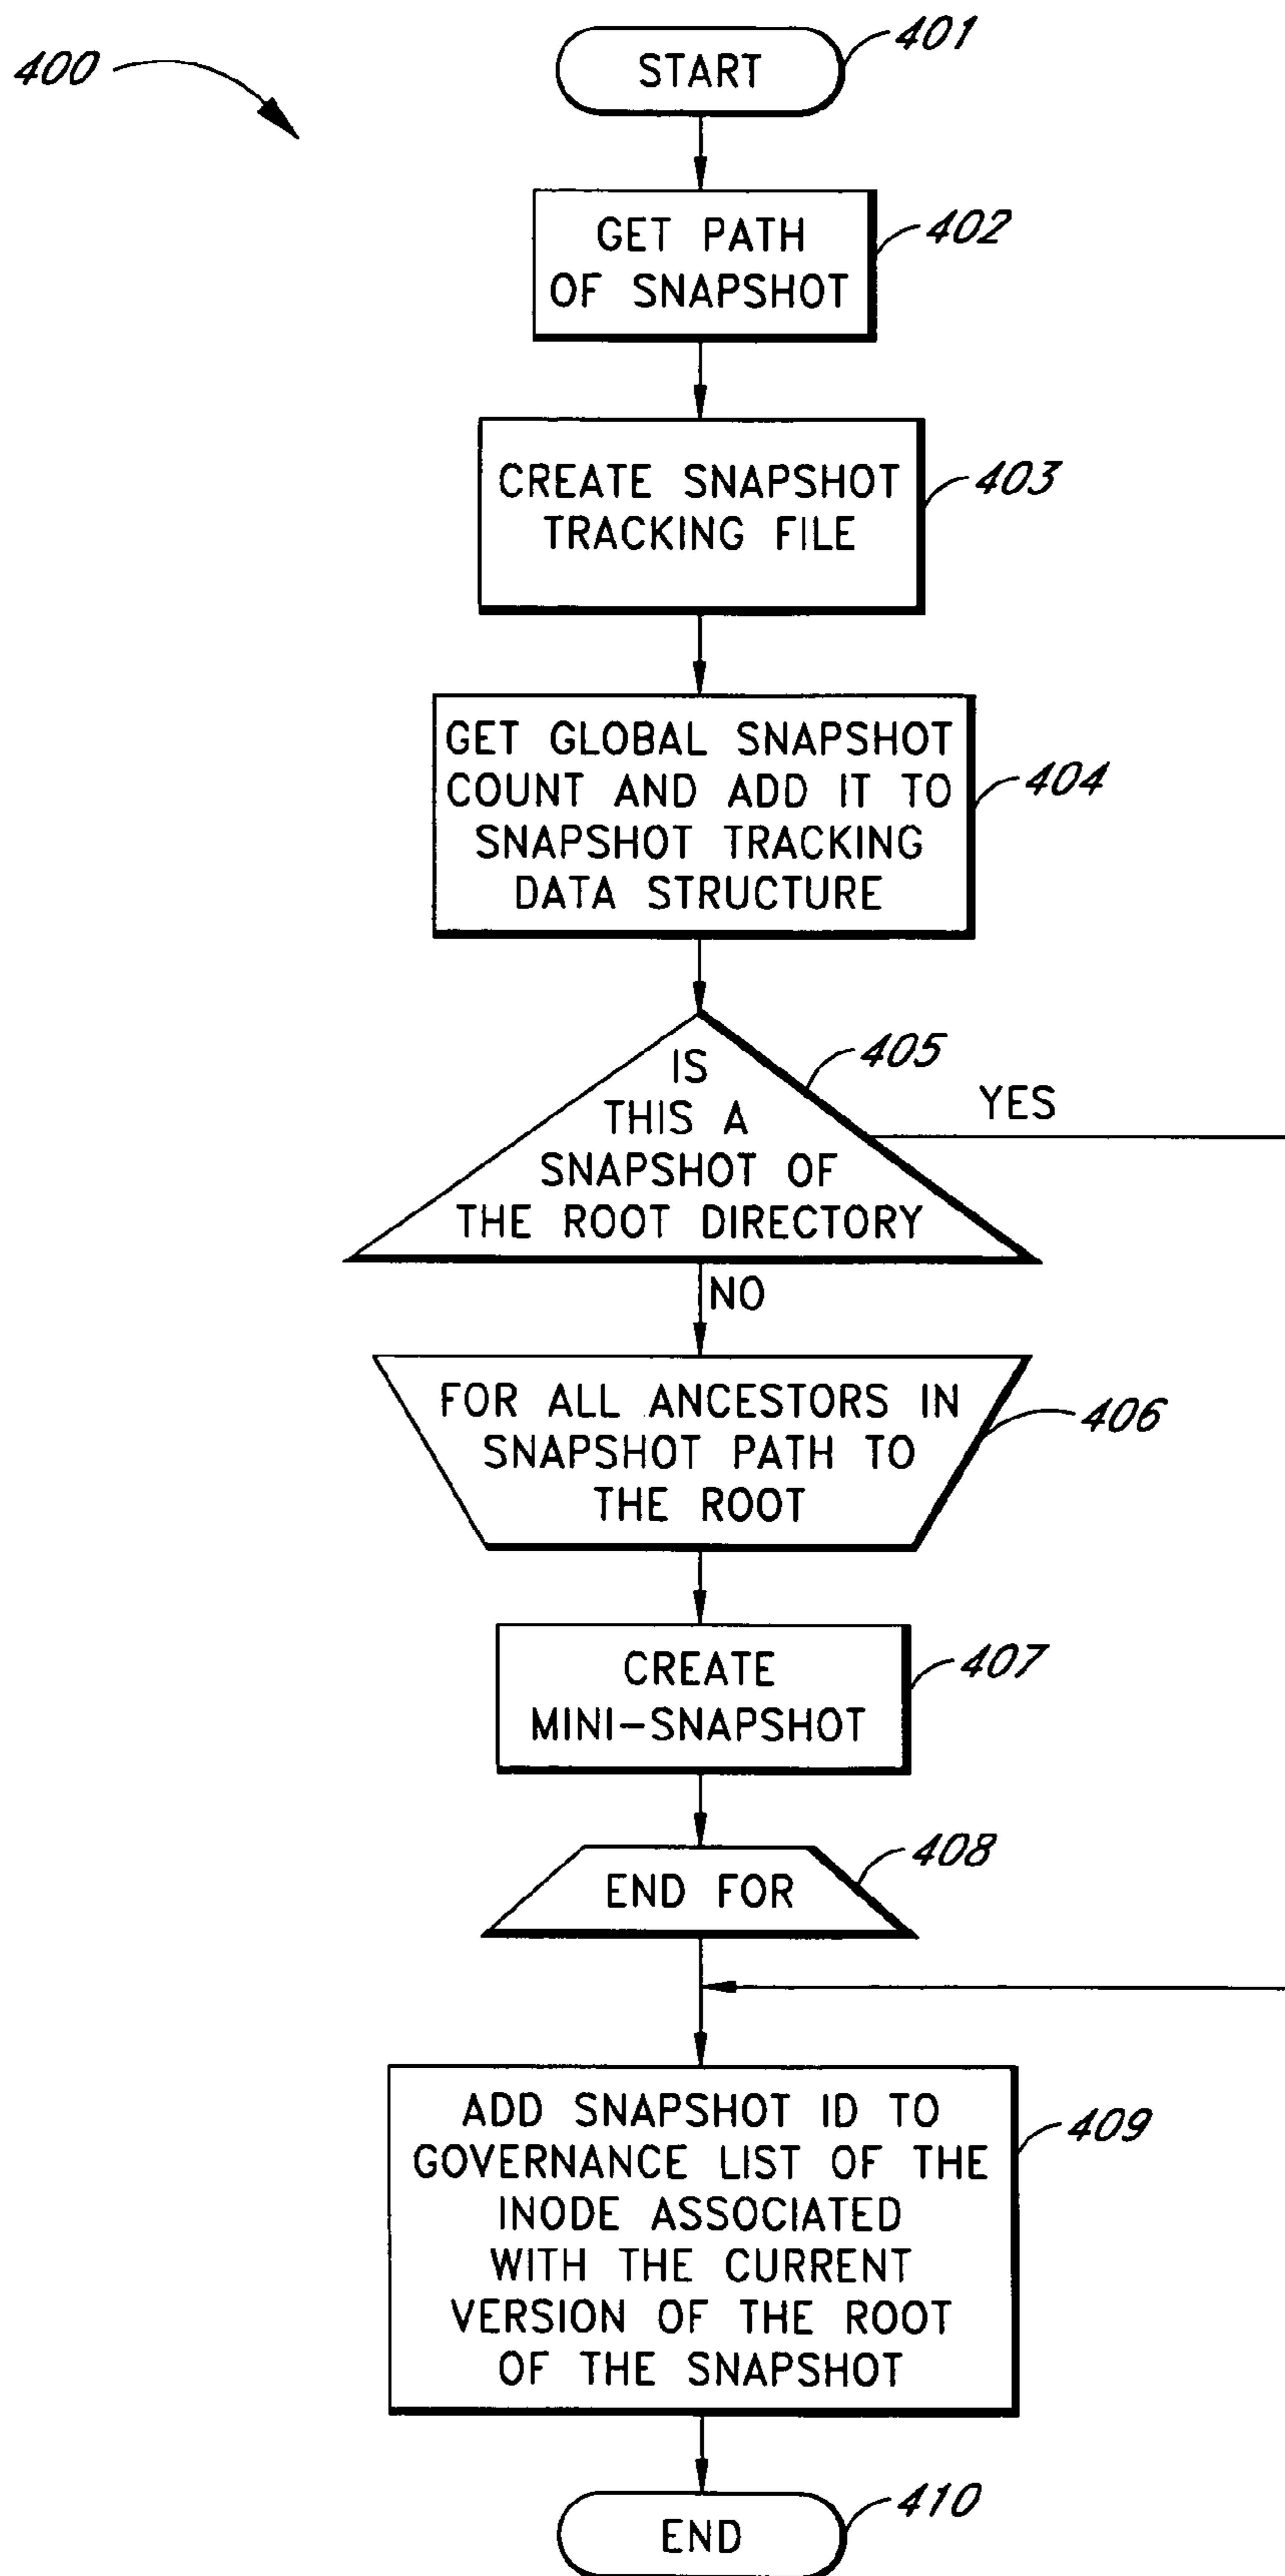 400
START
401
GET PATH
OF SNAPSHOT
402
CREATE SNAPSHOT
TRACKING FILE
403
GET GLOBAL SNAPSHOT
COUNT AND ADD IT TO
SNAPSHOT TRACKING
DATA STRUCTURE
404
IS
THIS A
SNAPSHOT OF
THE ROOT DIRECTORY
405
YES
NO
FOR ALL ANCESTORS IN
SNAPSHOT PATH TO
THE ROOT
406
CREATE
MINI-SNAPSHOT
407
END FOR
408
ADD SNAPSHOT ID TO
GOVERNANCE LIST OF THE
INODE ASSOCIATED
WITH THE CURRENT
VERSION OF THE ROOT
OF THE SNAPSHOT
409
END
410